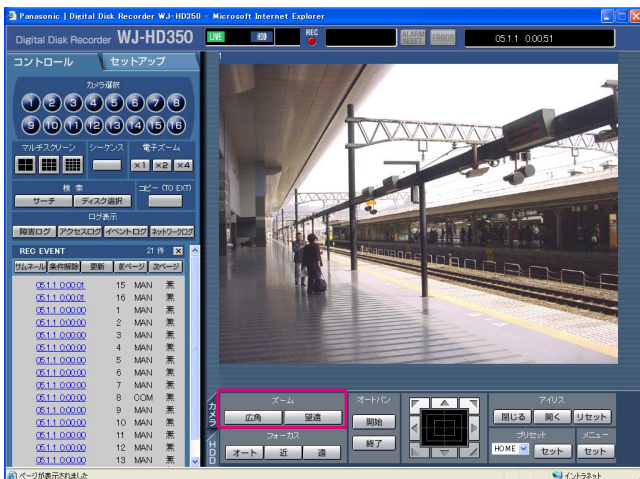 Panasonic | Digital Disk Recorder WJ-HD350 - Microsoft Internet Explorer
Digital Disk Recorder WJ-HD350
LIVE HDD REC ALARM RESET ERROR 05.1.1 0:00:51
コントロール セットアップ
1
カメラ選択
1 2 3 4 5 6 7 8
9 10 11 12 13 14 15 16
マルチスクリーン シーケンス 電子ズーム
×1 ×2 ×4
検 索 コピー (TO EXT)
サーチ ディスク選択
ログ表示
障害ログ アクセスログ イベントログ ネットワークログ
REC EVENT 21 件
サムネール 条件解除 更新 前ページ 次ページ
05.1.1 0:00:01 15 MAN 無
05.1.1 0:00:01 16 MAN 無
05.1.1 0:00:00 1 MAN 無
05.1.1 0:00:00 2 MAN 無
05.1.1 0:00:00 3 MAN 無
05.1.1 0:00:00 4 MAN 無
05.1.1 0:00:00 5 MAN 無
05.1.1 0:00:00 6 MAN 無
05.1.1 0:00:00 7 MAN 無
05.1.1 0:00:00 8 COM 無
05.1.1 0:00:00 9 MAN 無
05.1.1 0:00:00 10 MAN 無
05.1.1 0:00:00 11 MAN 無
05.1.1 0:00:00 12 MAN 無
05.1.1 0:00:00 13 MAN 無
カメラ
HDD
ズーム
広角 望遠
フォーカス
オート 近 遠
オートパン
開始
終了
アイリス
閉じる 開く リセット
プリセット メニュー
HOME セット セット
ページが表示されました イントラネット